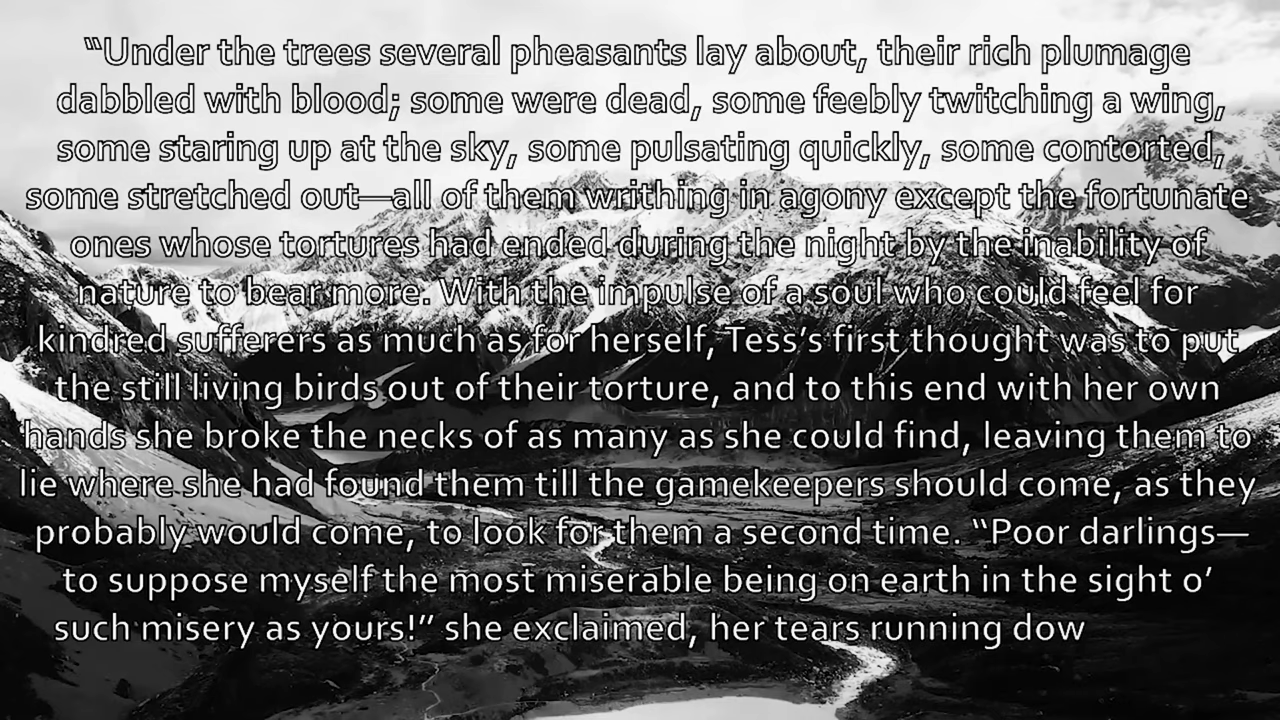 “Under the trees several pheasants lay about, their rich plumage
dabbled with blood; some were dead, some feebly twitching a wing,
some staring up at the sky, some pulsating quickly, some contorted,
some stretched out—all of them writhing in agony except the fortunate
ones whose tortures had ended during the night by the inability of
nature to bear more. With the impulse of a soul who could feel for
kindred sufferers as much as for herself, Tess’s first thought was to put
the still living birds out of their torture, and to this end with her own
hands she broke the necks of as many as she could find, leaving them to
lie where she had found them till the gamekeepers should come, as they
probably would come, to look for them a second time. “Poor darlings—
to suppose myself the most miserable being on earth in the sight o’
such misery as yours!” she exclaimed, her tears running dow